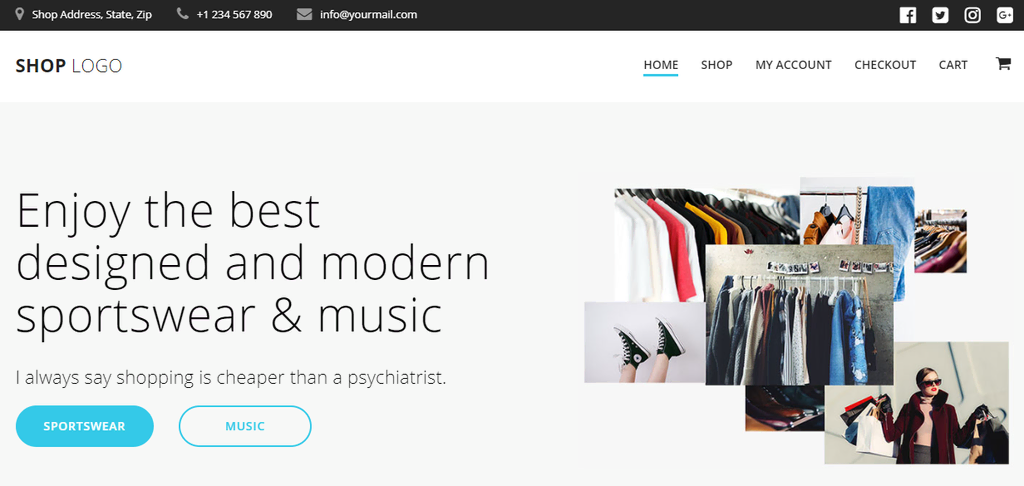 Shop Address, State, Zip
+1 234 567 890
info@yourmail.com
SHOP LOGO
HOME
SHOP
MY ACCOUNT
CHECKOUT
CART
Enjoy the best
designed and modern
sportswear & music
I always say shopping is cheaper than a psychiatrist.
SPORTSWEAR
MUSIC